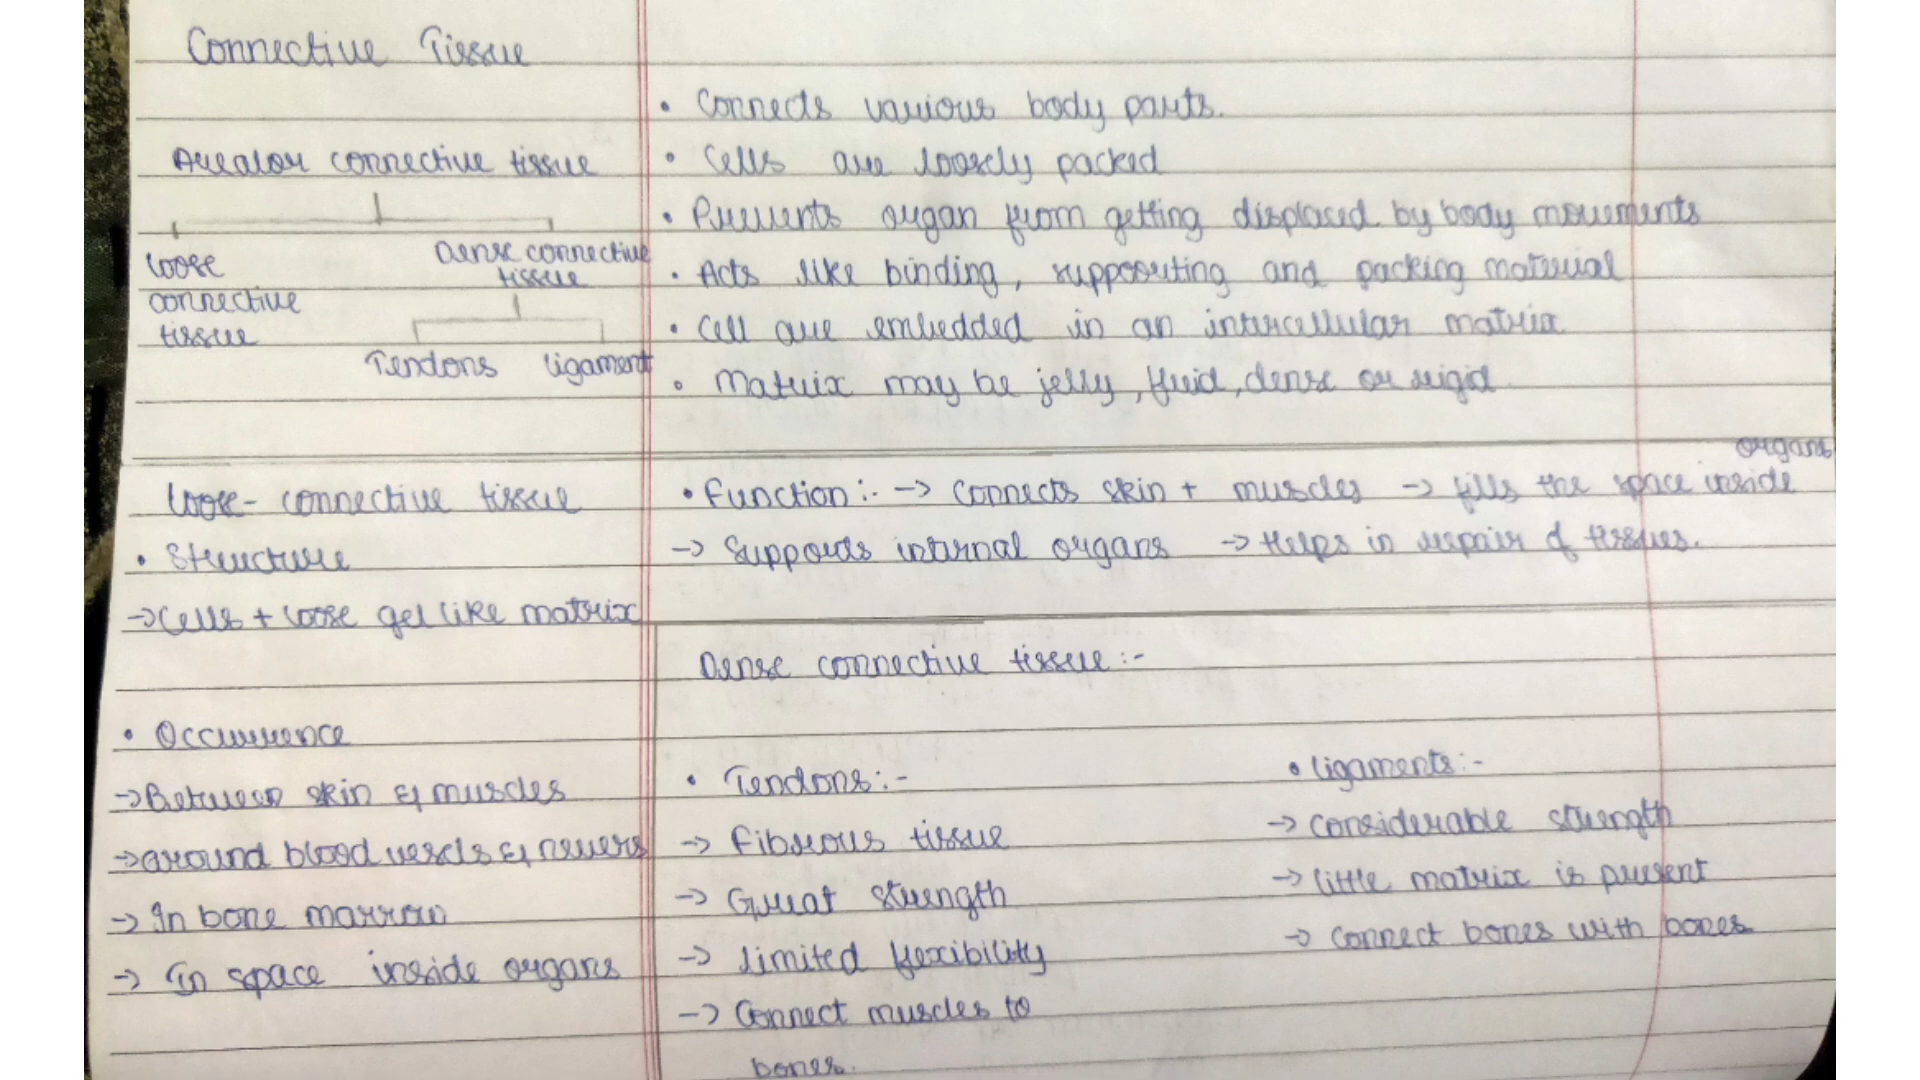 Connective Tissue
• Connects various body parts.
Arealar connective tissue
• Cells are loosely packed
• Prevents organ from getting displaced by body movements
loose
connective
tissue
Dense connective
tissue
Tendons ligament
• Acts like binding, suppoorting and packing material
• Cell are embedded in an intercellular matrix
• Matrix may be jelly, fluid, dense or rigid
loose - connective tissue
• Structure
→ Cells + loose gel like matrix
• Function :- → Connects skin + muscles → fills the space inside
organs
→ Supports internal organs → Helps in repair of tissues.
• Occurrence
→ Between skin & muscles
→ around blood vesels & nevers
→ In bone marrow
→ In space inside organs
Dense connective tissue :-
• Tendons :-
→ Fibreous tissue
→ Great strength
→ limited flexibility
→ Connect muscles to
bones.
• ligaments :-
→ considerable strength
→ little matrix is present
→ connect bones with bones